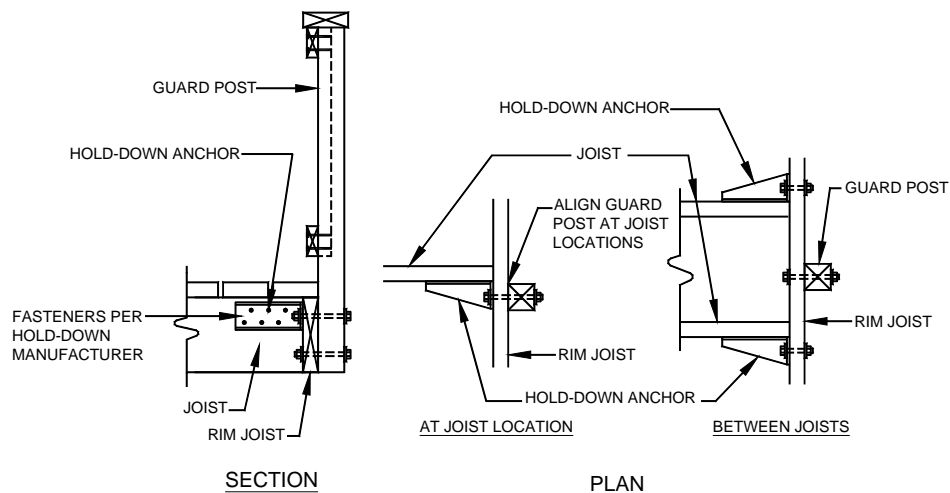 GUARD POST
HOLD-DOWN ANCHOR
FASTENERS PER
HOLD-DOWN
MANUFACTURER
JOIST
RIM JOIST
SECTION
JOIST
ALIGN GUARD
POST AT JOIST
LOCATIONS
RIM JOIST
HOLD-DOWN ANCHOR
AT JOIST LOCATION
HOLD-DOWN ANCHOR
GUARD POST
RIM JOIST
BETWEEN JOISTS
PLAN